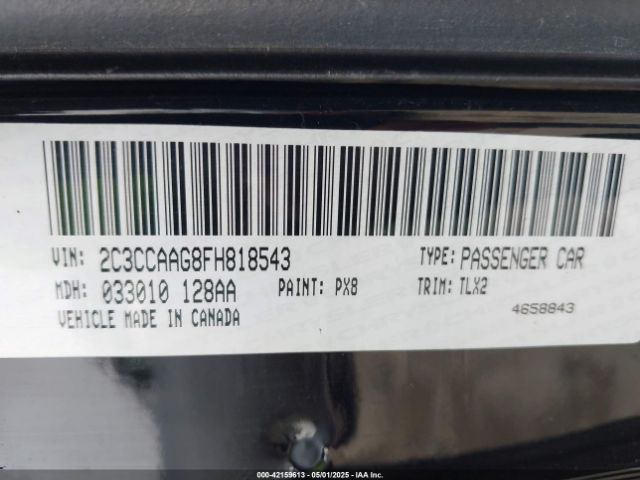 VIN: 2C3CCAAG8FH818543 TYPE: PASSENGER CAR
MDH: 033010 128AA PAINT: PX8 TRIM: TLX2
VEHICLE MADE IN CANADA 4658843
000-42159613 - 05/01/2025 - ©IAA Inc.